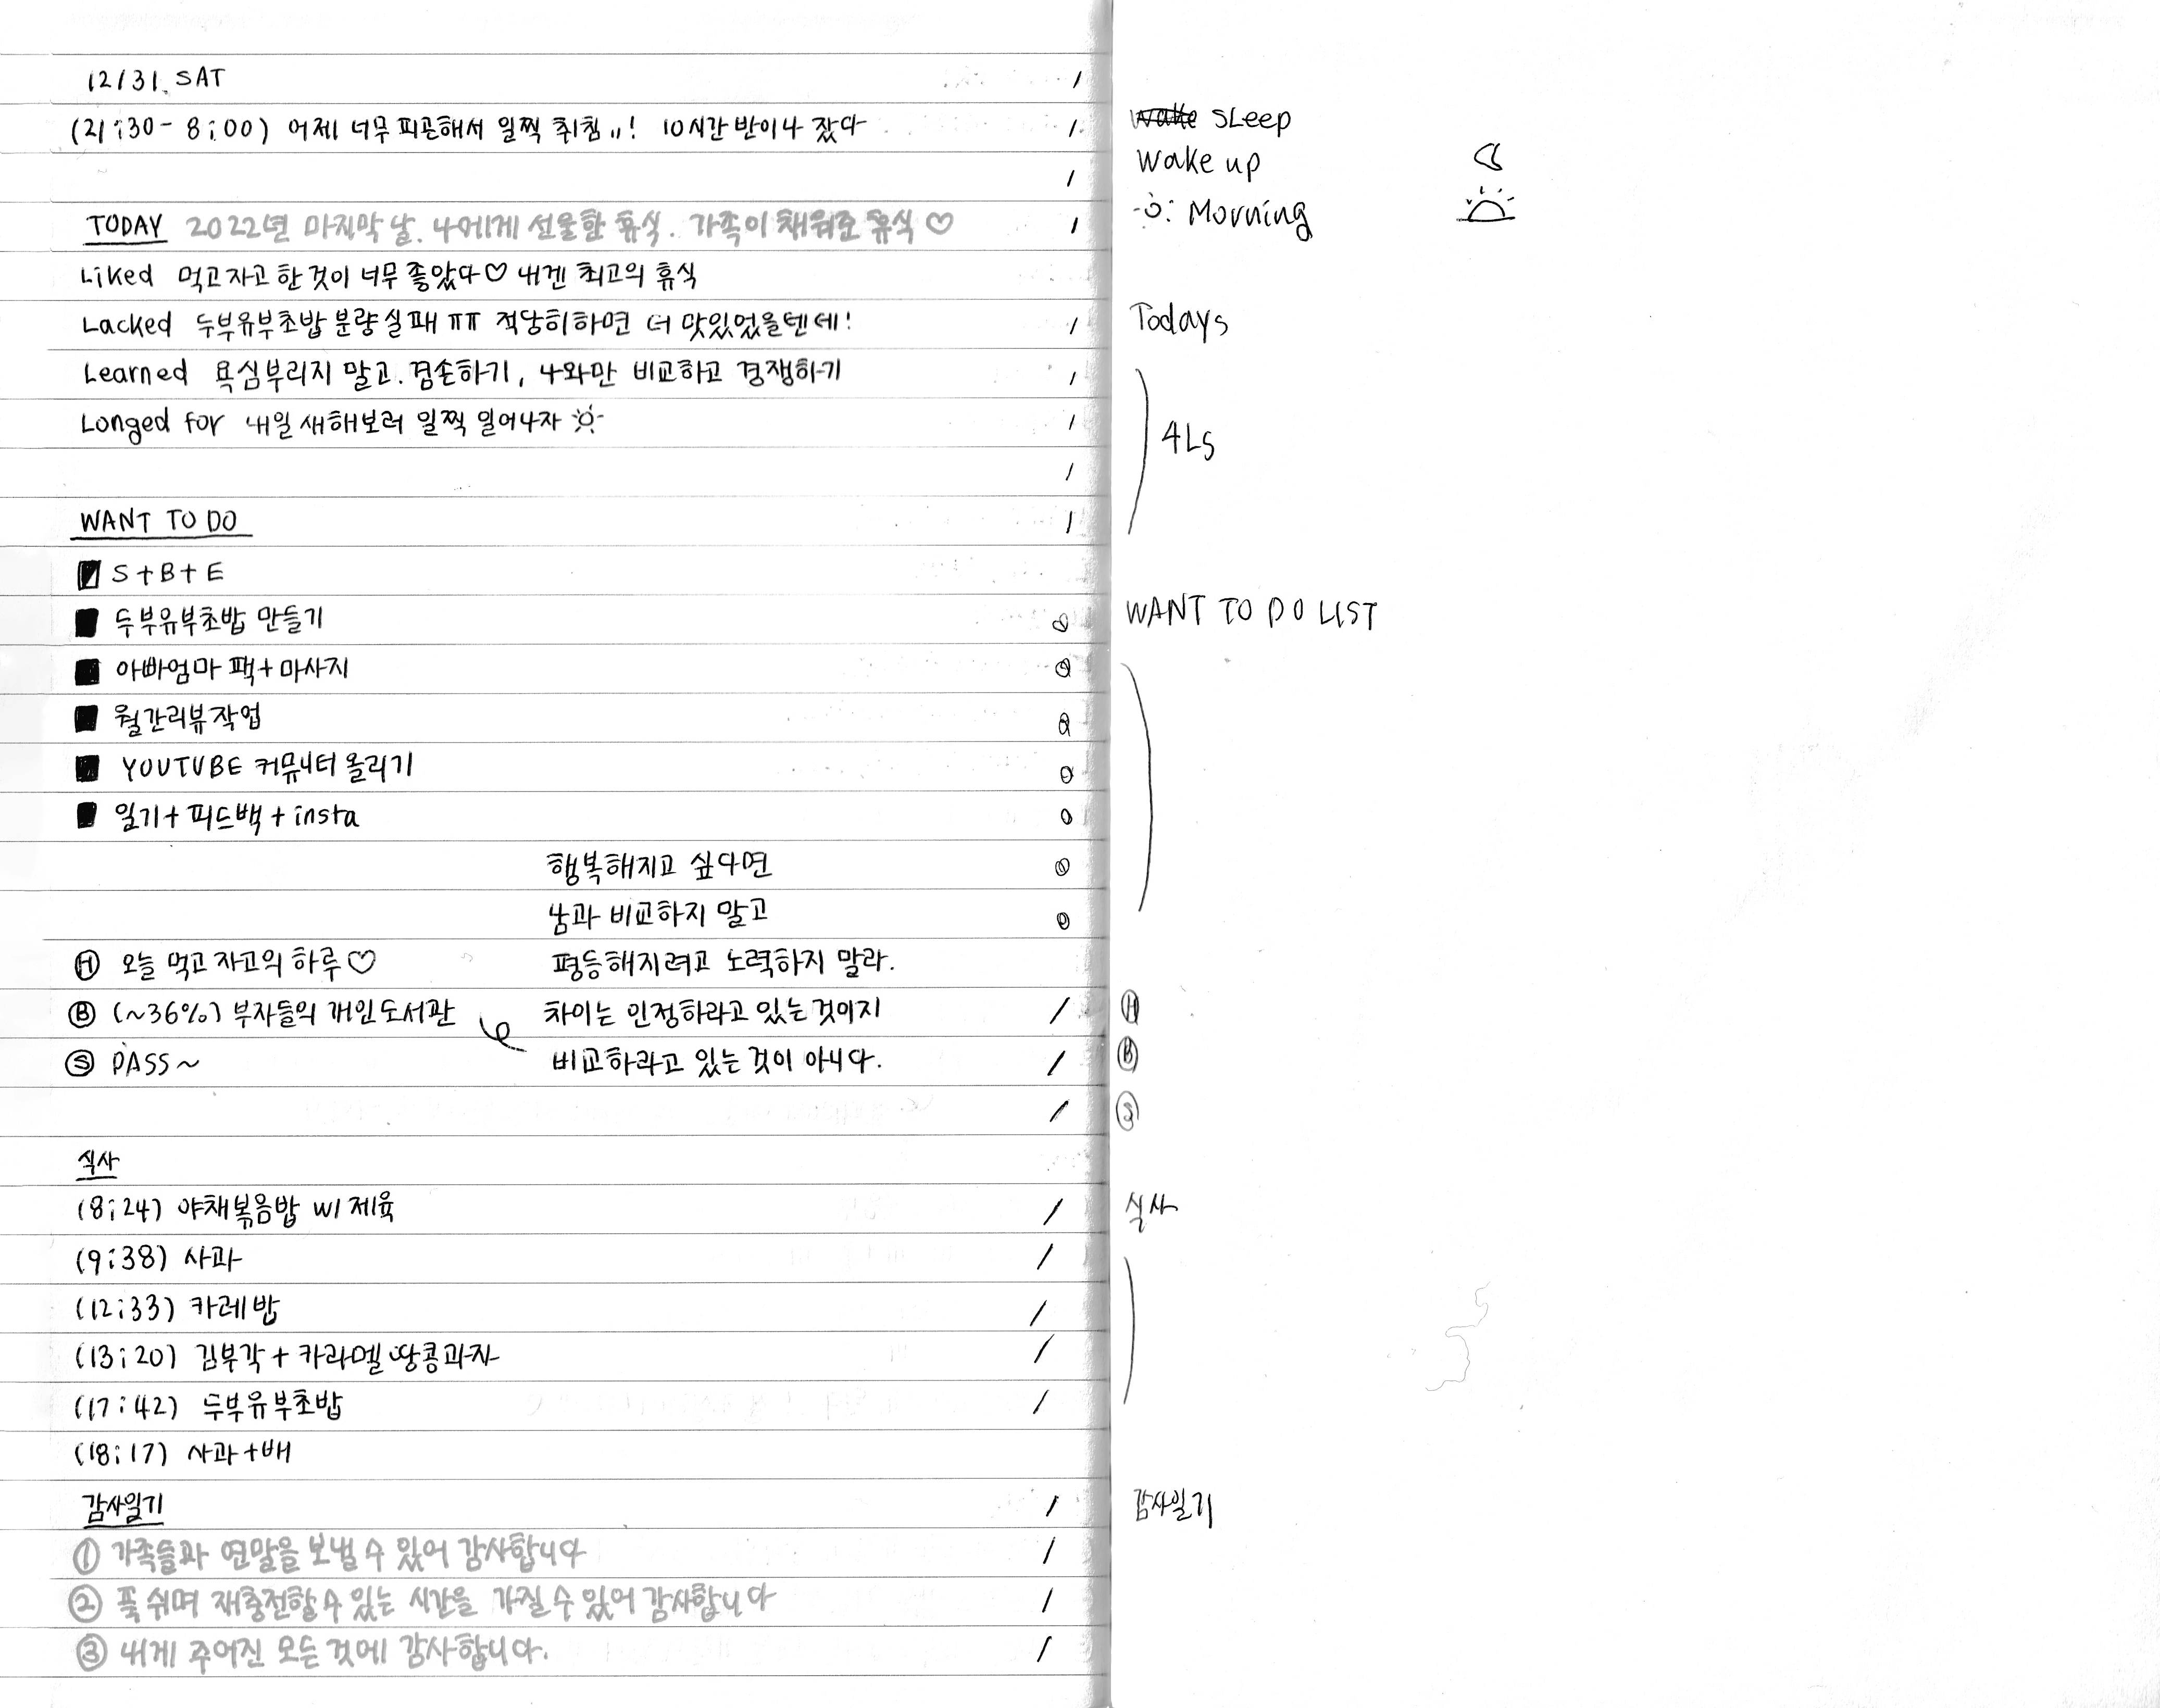 12/31. SAT
(21:30 - 8:00) 어제 너무 피곤해서 일찍 취침..! 10시간 반이나 잤다
TODAY 2022년 마지막 날. 나에게 선물한 휴식. 가족이 채워준 휴식 ♡
Liked 먹고 자고 한 것이 너무 좋았다♡ 내겐 최고의 휴식
Lacked 두부유부초밥 분량실패 ㅠㅠ 적당히하면 더 맛있었을텐데!
Learned 욕심부리지 말고. 겸손하기, 나와만 비교하고 경쟁하기
Longed for 내일 새해보러 일찍 일어나자
WANT TO DO
S+B+E
두부유부초밥 만들기
아빠엄마 팩+마사지
월간리뷰작업
YOUTUBE 커뮤니터 올리기
일기+피드백+insta
행복해지고 싶다면
남과 비교하지 말고
평등해지려고 노력하지 말라.
차이는 인정하라고 있는 것이지
비교하라고 있는 것이 아니다.
Ⓗ 오늘 먹고 자고의 하루♡
Ⓑ (~36%) 부자들의 개인도서관
Ⓢ PASS~
식사
(8:24) 야채볶음밥 w/ 제육
(9:38) 사과
(12:33) 카레밥
(13:20) 김부각+카라멜땅콩과자
(17:42) 두부유부초밥
(18:17) 사과+배
감사일기
① 가족들과 연말을 보낼 수 있어 감사합니다
② 푹 쉬며 재충전할 수 있는 시간을 가질 수 있어 감사합니다
③ 내게 주어진 모든 것에 감사합니다.
wake SLeep
Wake up
: Morning
Todays
4Ls
WANT TO DO LIST
Ⓗ
Ⓑ
Ⓢ
식사
감사일기